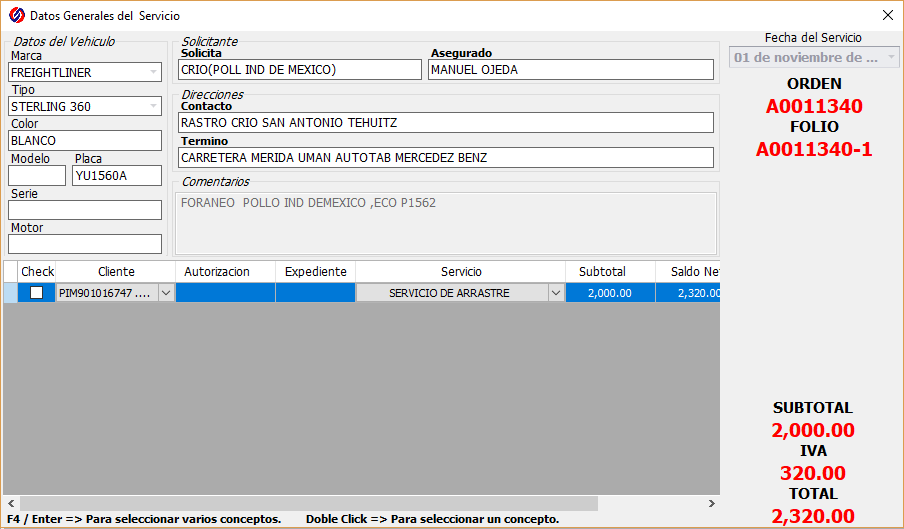 Datos Generales del Servicio
Datos del Vehiculo
Marca
FREIGHTLINER
Tipo
STERLING 360
Color
BLANCO
Modelo Placa
YU1560A
Serie
Motor
Solicitante
Solicita Asegurado
CRIO(POLL IND DE MEXICO) MANUEL OJEDA
Direcciones
Contacto
RASTRO CRIO SAN ANTONIO TEHUITZ
Termino
CARRETERA MERIDA UMAN AUTOTAB MERCEDEZ BENZ
Comentarios
FORANEO POLLO IND DEMEXICO ,ECO P1562
Fecha del Servicio
01 de noviembre de ...
ORDEN
A0011340
FOLIO
A0011340-1
Check Cliente Autorizacion Expediente Servicio Subtotal Saldo Ne
PIM901016747 .... SERVICIO DE ARRASTRE 2,000.00 2,320.00
SUBTOTAL
2,000.00
IVA
320.00
TOTAL
2,320.00
F4 / Enter => Para seleccionar varios conceptos. Doble Click => Para seleccionar un concepto.